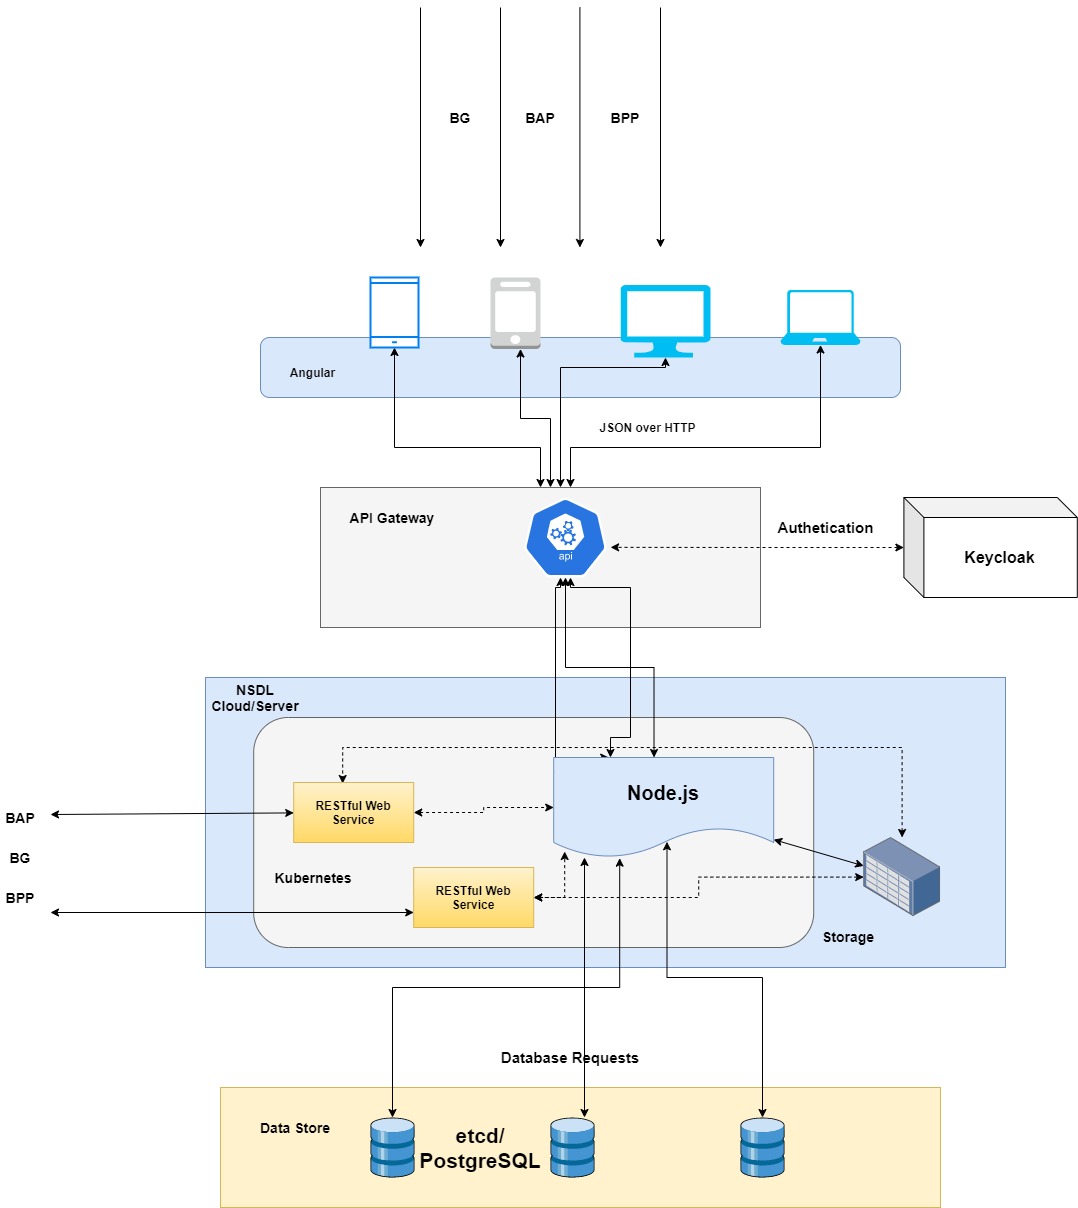 BG
BAP
BPP
Angular
JSON over HTTP
API Gateway
api
Authetication
Keycloak
NSDL
Cloud/Server
Node.js
RESTful Web
Service
BAP
BG
BPP
Kubernetes
RESTful Web
Service
Storage
Database Requests
Data Store
etcd/
PostgreSQL